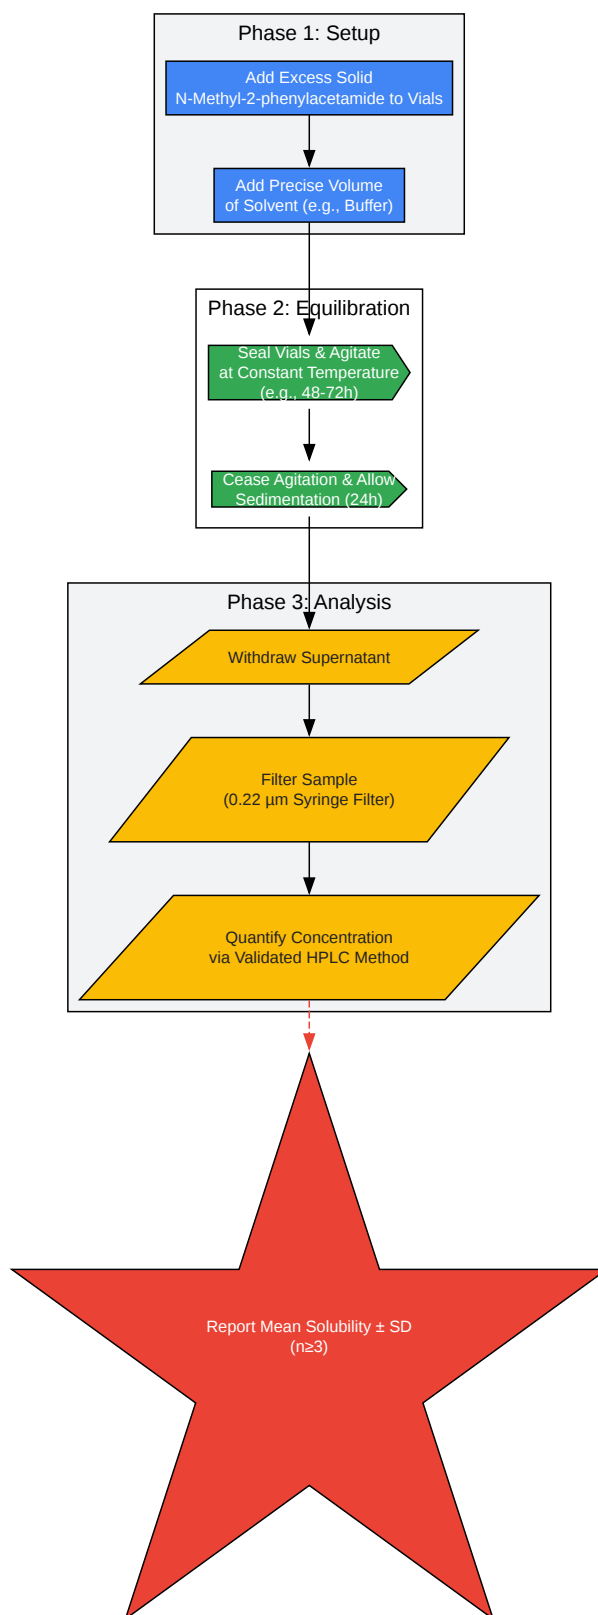 Phase 1: Setup
Add Excess Solid
N-Methyl-2-phenylacetamide to Vials
Add Precise Volume
of Solvent (e.g., Buffer)
Phase 2: Equilibration
Seal Vials & Agitate
at Constant Temperature
(e.g., 48-72h)
Cease Agitation & Allow
Sedimentation (24h)
Phase 3: Analysis
Withdraw Supernatant
Filter Sample
(0.22 µm Syringe Filter)
Quantify Concentration
via Validated HPLC Method
Report Mean Solubility ± SD
(n≥3)